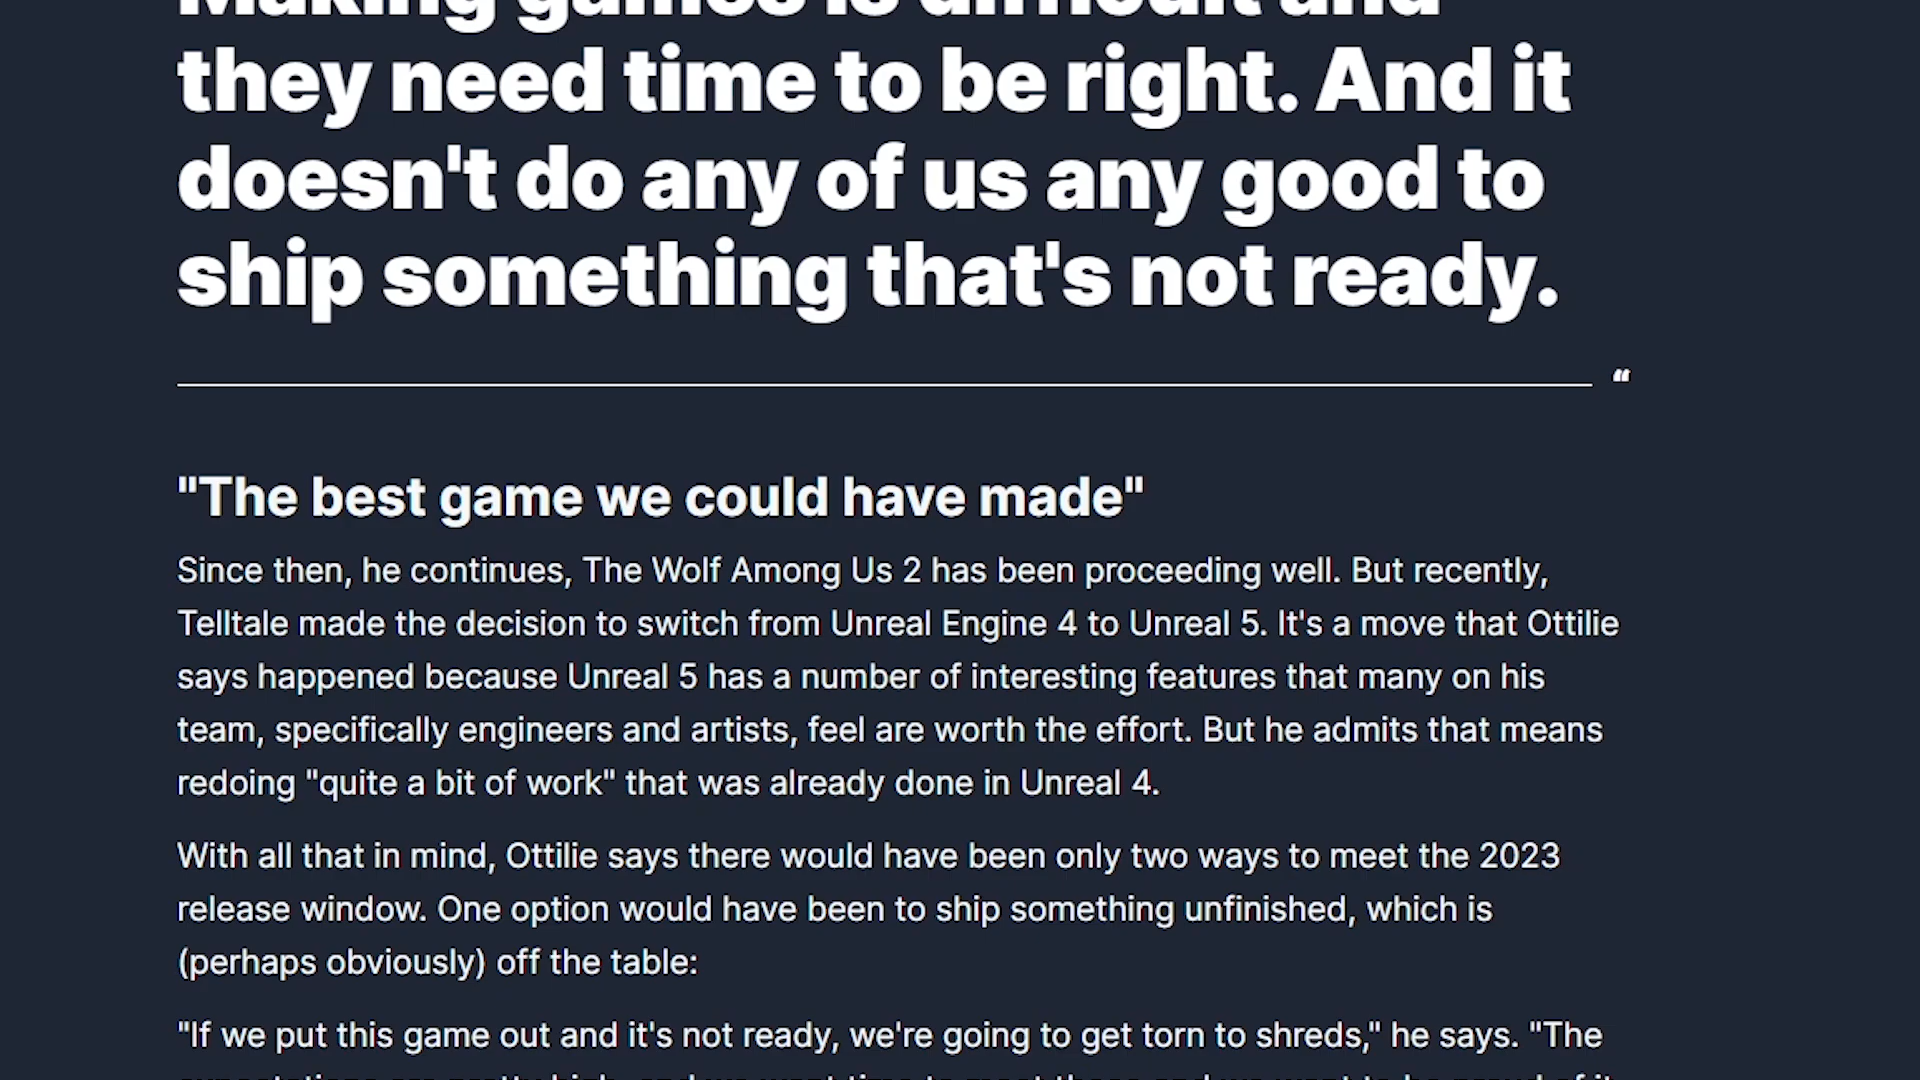 Making games is difficult and
they need time to be right. And it
doesn't do any of us any good to
ship something that's not ready.
“
"The best game we could have made"
Since then, he continues, The Wolf Among Us 2 has been proceeding well. But recently,
Telltale made the decision to switch from Unreal Engine 4 to Unreal 5. It's a move that Ottilie
says happened because Unreal 5 has a number of interesting features that many on his
team, specifically engineers and artists, feel are worth the effort. But he admits that means
redoing "quite a bit of work" that was already done in Unreal 4.
With all that in mind, Ottilie says there would have been only two ways to meet the 2023
release window. One option would have been to ship something unfinished, which is
(perhaps obviously) off the table:
"If we put this game out and it's not ready, we're going to get torn to shreds," he says. "The